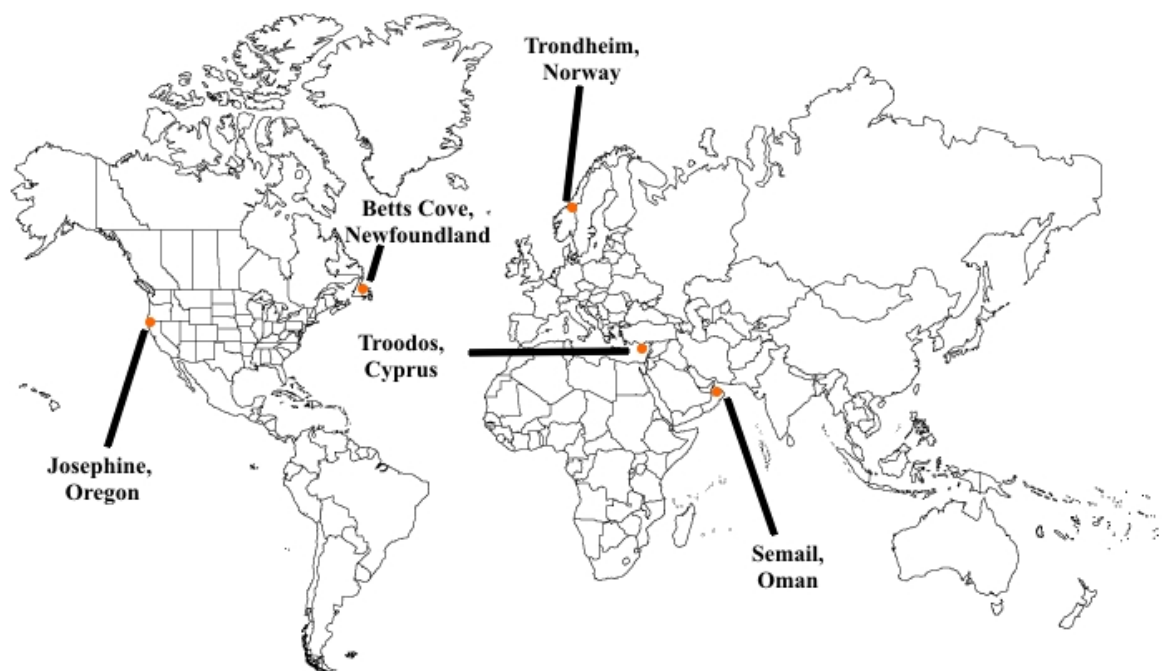 Trondheim,
Norway
Betts Cove,
Newfoundland
Troodos,
Cyprus
Josephine,
Oregon
Semail,
Oman